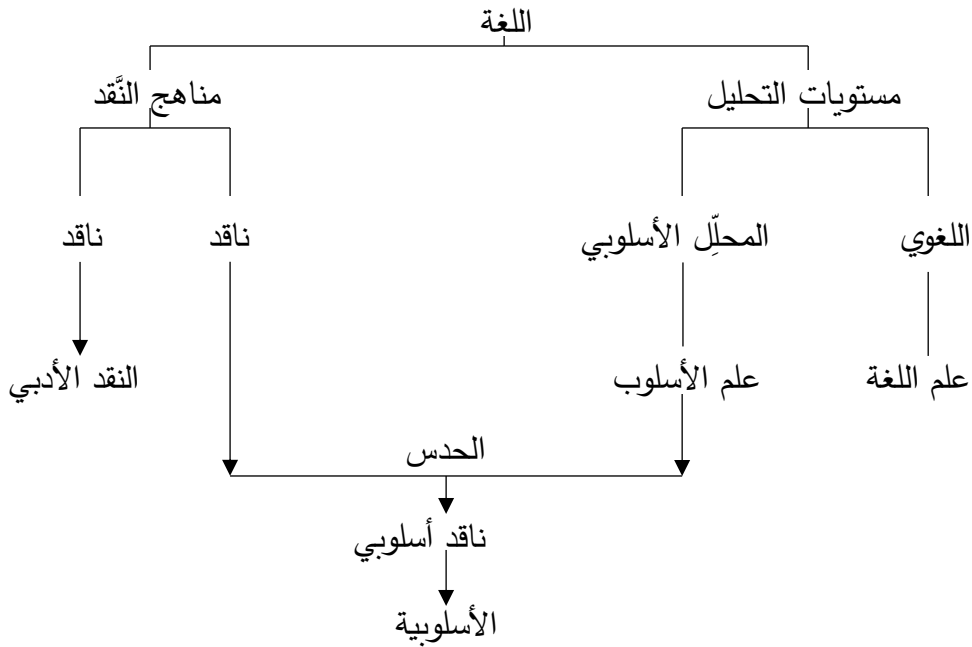 اللغة
مستويات التحليل
مناهج النَّقد
اللغوي
المحلِّل الأسلوبي
ناقد
ناقد
علم اللغة
علم الأسلوب
النقد الأدبي
الحدس
ناقد أسلوبي
الأسلوبية